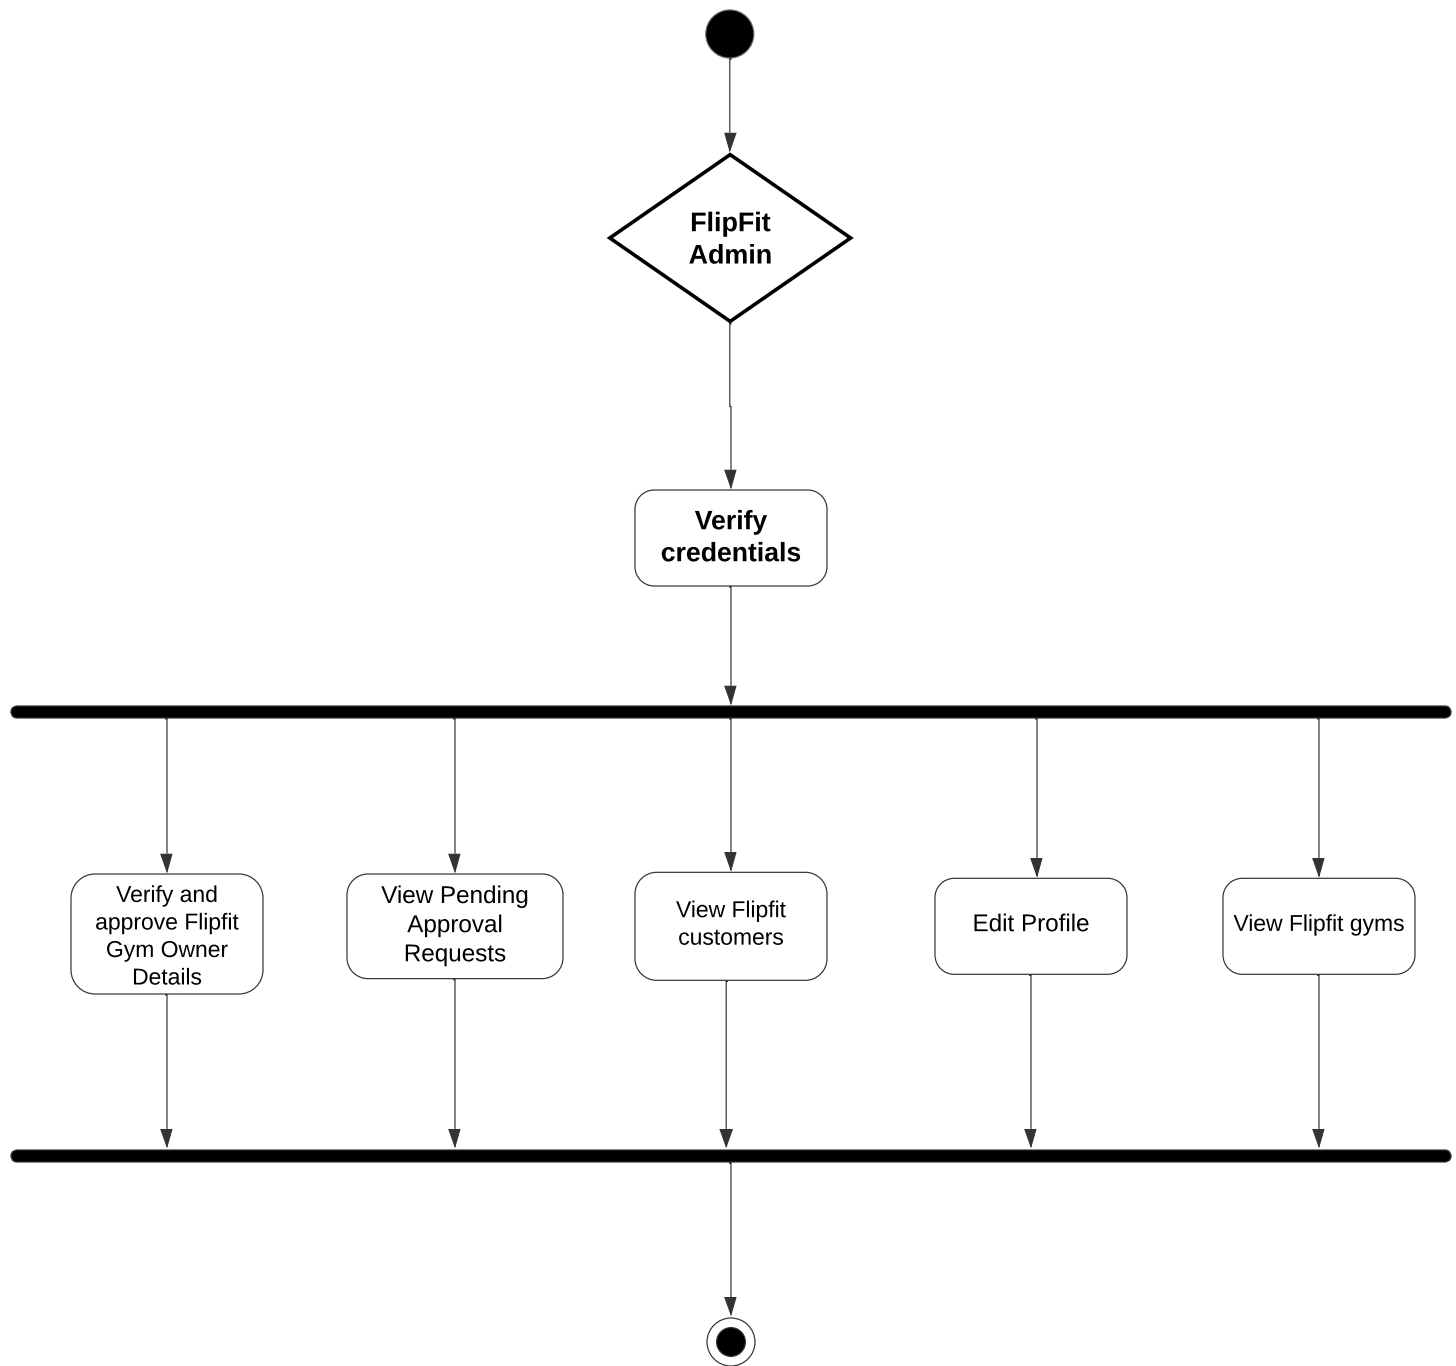 FlipFit
Admin
Verify
credentials
Verify and
approve Flipfit
Gym Owner
Details
View Pending
Approval
Requests
View Flipfit
customers
Edit Profile
View Flipfit gyms